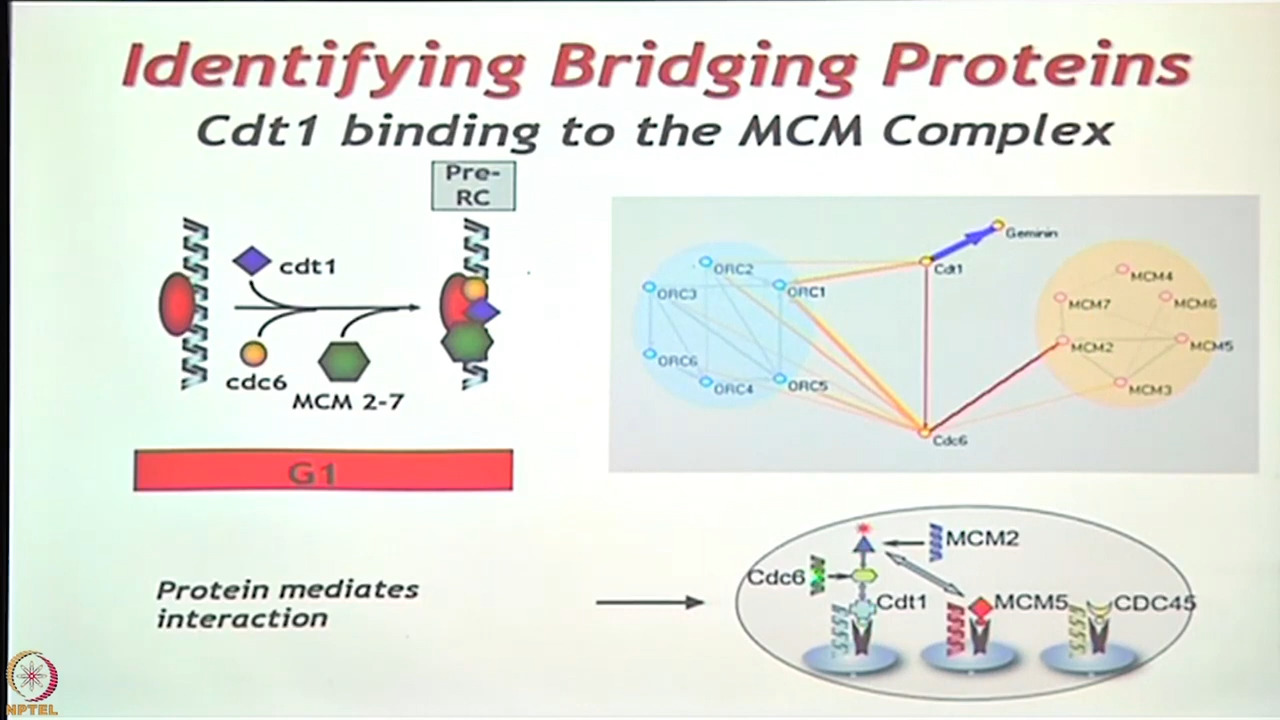 Identifying Bridging Proteins
Cdt1 binding to the MCM Complex
Pre-
RC
cdt1
cdc6
MCM 2-7
G1
Geminin
Cdt1
ORC2
ORC1
ORC3
ORC6
ORC4
ORC5
Cdc6
MCM4
MCM7
MCM6
MCM2
MCM5
MCM3
Protein mediates
interaction
MCM2
Cdc6
Cdt1
MCM5
CDC45
NPTEL